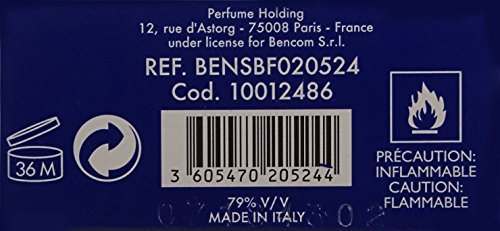 Perfume Holding
12, rue d'Astorg - 75008 Paris - France
under license for Bencom S.r.l.
REF. BENSBF020524
Cod. 10012486
36 M
3 605470 205244
79% V/V
MADE IN ITALY
PRÉCAUTION:
INFLAMMABLE
CAUTION:
FLAMMABLE